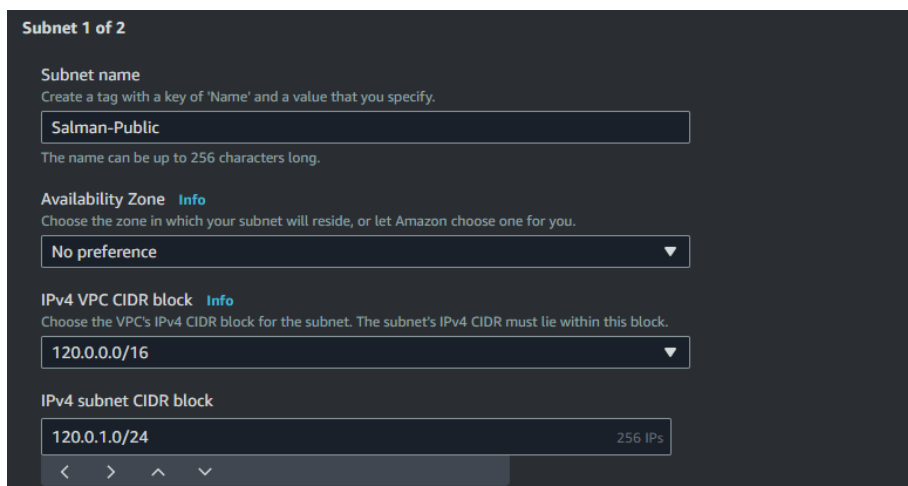 Subnet 1 of 2
Subnet name
Create a tag with a key of 'Name' and a value that you specify.
Salman-Public
The name can be up to 256 characters long.
Availability Zone Info
Choose the zone in which your subnet will reside, or let Amazon choose one for you.
No preference
IPv4 VPC CIDR block Info
Choose the VPC's IPv4 CIDR block for the subnet. The subnet's IPv4 CIDR must lie within this block.
120.0.0.0/16
IPv4 subnet CIDR block
120.0.1.0/24 256 IPs